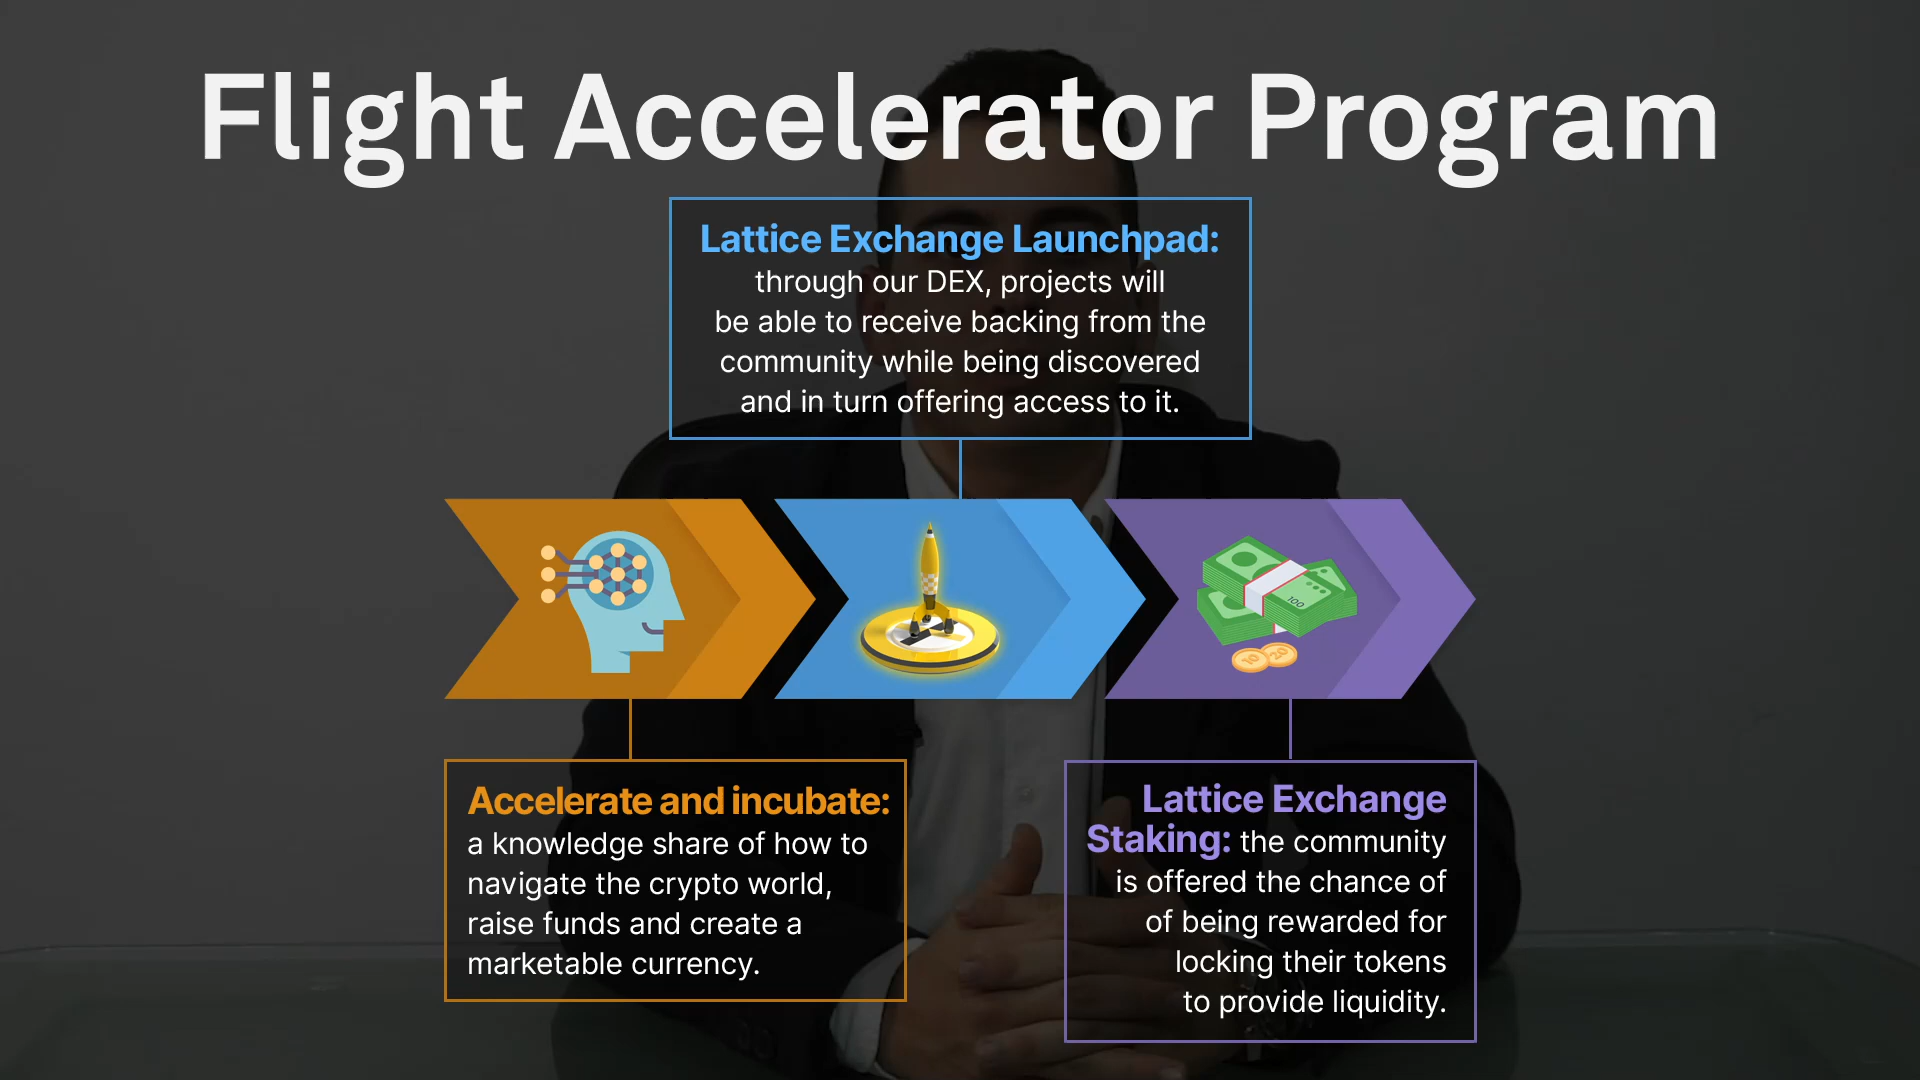 Flight Accelerator Program
Lattice Exchange Launchpad:
through our DEX, projects will
be able to receive backing from the
community while being discovered
and in turn offering access to it.
100
10
20
Accelerate and incubate:
a knowledge share of how to
navigate the crypto world,
raise funds and create a
marketable currency.
Lattice Exchange
Staking: the community
is offered the chance of
of being rewarded for
locking their tokens
to provide liquidity.